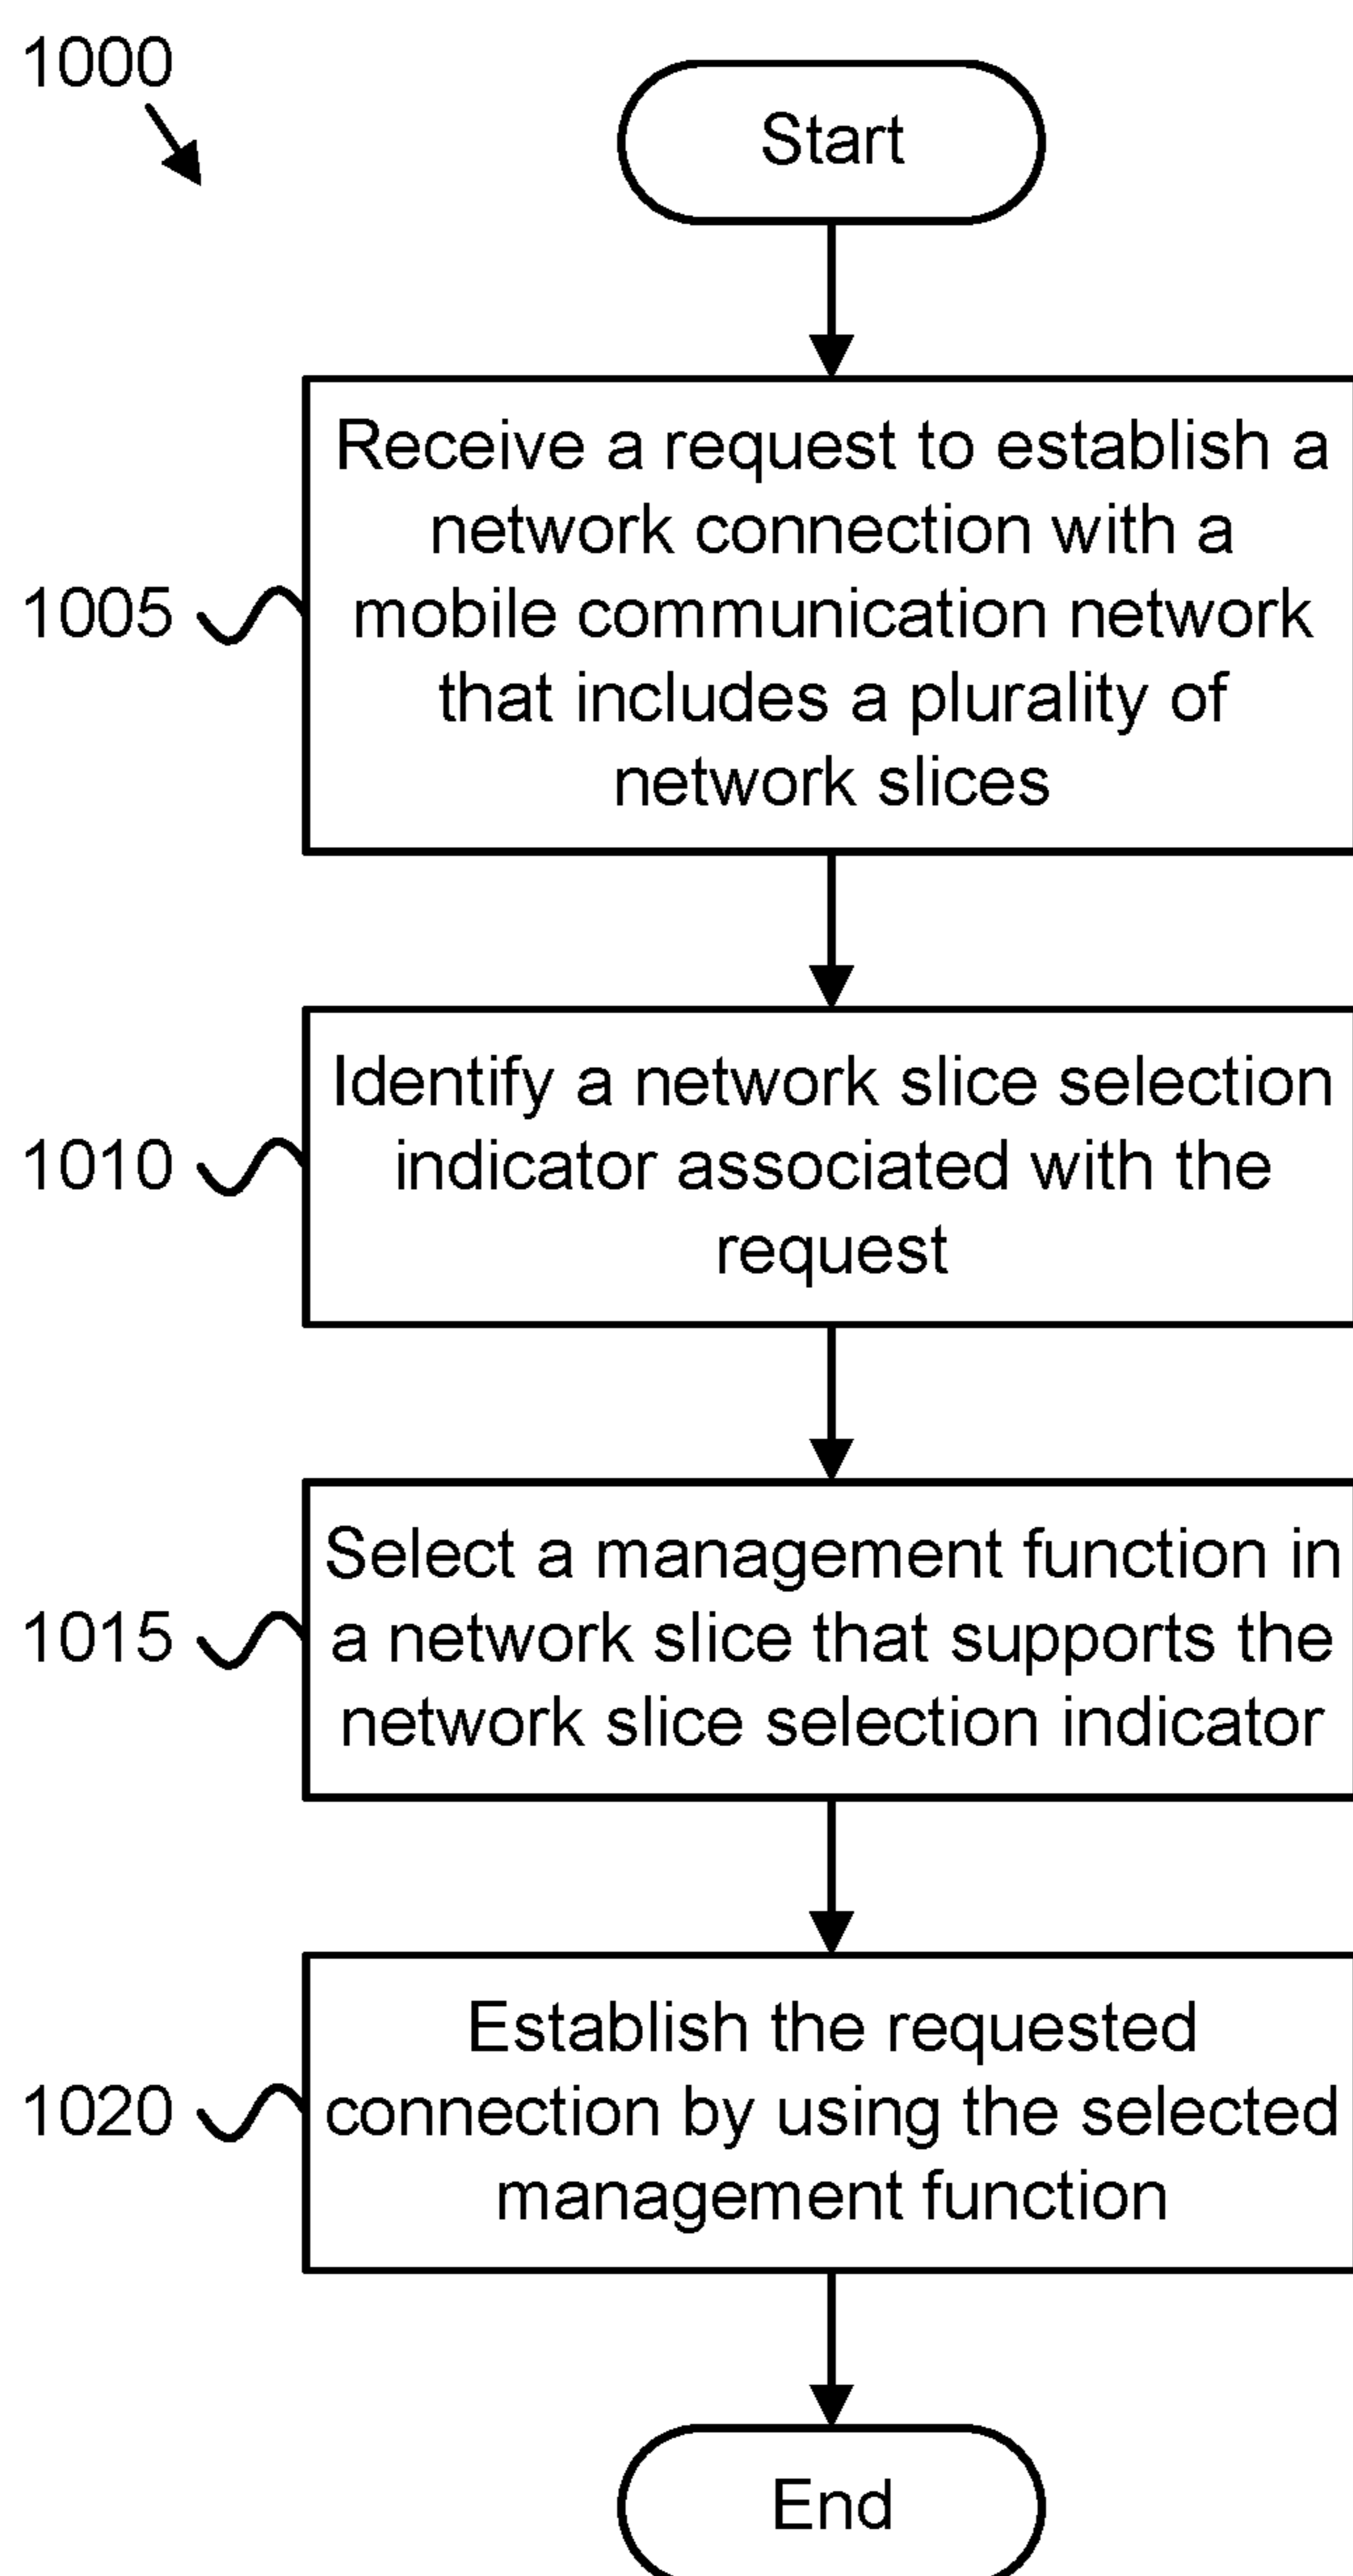 1000
Start
1005
Receive a request to establish a
network connection with a
mobile communication network
that includes a plurality of
network slices
1010
Identify a network slice selection
indicator associated with the
request
1015
Select a management function in
a network slice that supports the
network slice selection indicator
1020
Establish the requested
connection by using the selected
management function
End